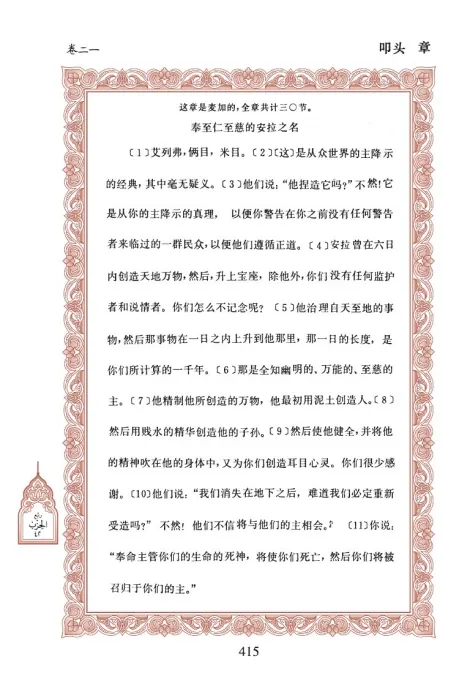 卷二一
叩头 章
这章是麦加的，全章共计三〇节。
奉至仁至慈的安拉之名
〔1〕艾列弗，俩目，米目。〔2〕〔这〕是从众世界的主降示
的经典，其中毫无疑义。〔3〕他们说：“他捏造它吗？”不然！它
是从你的主降示的真理， 以便你警告在你之前没有任何警告
者来临过的一群民众，以便他们遵循正道。〔4〕安拉曾在六日
内创造天地万物，然后，升上宝座，除他外，你们没有任何监护
者和说情者。你们怎么不记念呢？〔5〕他治理自天至地的事
物，然后那事物在一日之内上升到他那里，那一日的长度，是
你们所计算的一千年。〔6〕那是全知幽明的、万能的、至慈的
主。〔7〕他精制他所创造的万物，他最初用泥土创造人。〔8〕
然后用贱水的精华创造他的子孙。〔9〕然后使他健全，并将他
的精神吹在他的身体中，又为你们创造耳目心灵。你们很少感
谢。〔10〕他们说：“我们消失在地下之后，难道我们必定重新
受造吗？” 不然！他们不信将与他们的主相会。 〔11〕你说：
“奉命主管你们的生命的死神，将使你们死亡，然后你们将被
召归于你们的主。”
الحزب
٤٢
415